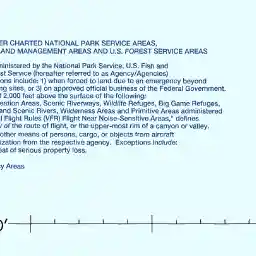 ER CHARTED NATIONAL PARK SERVICE AREAS,
LAND MANAGEMENT AREAS AND U.S. FOREST SERVICE AREAS
ministered by the National Park Service, U.S. Fish and
st Service (hereafter referred to as Agency/Agencies)
ions include: 1) when forced to land due to an emergency beyond
ng sites, or 3) on approved official business of the Federal Government.
f 2,000 feet above the surface of the following:
eation Areas, Scenic Riverways, Wildlife Refuges, Big Game Refuges,
and Scenic Rivers, Wilderness Areas and Primitive Areas administered
l Flight Rules (VFR) Flight Near Noise-Sensitive Areas," defines
y of the route of flight, or the upper-most rim of a canyon or valley.
other means of persons, cargo, or objects from aircraft
ization from the respective agency. Exceptions include:
eat of serious property loss.
y Areas
0'